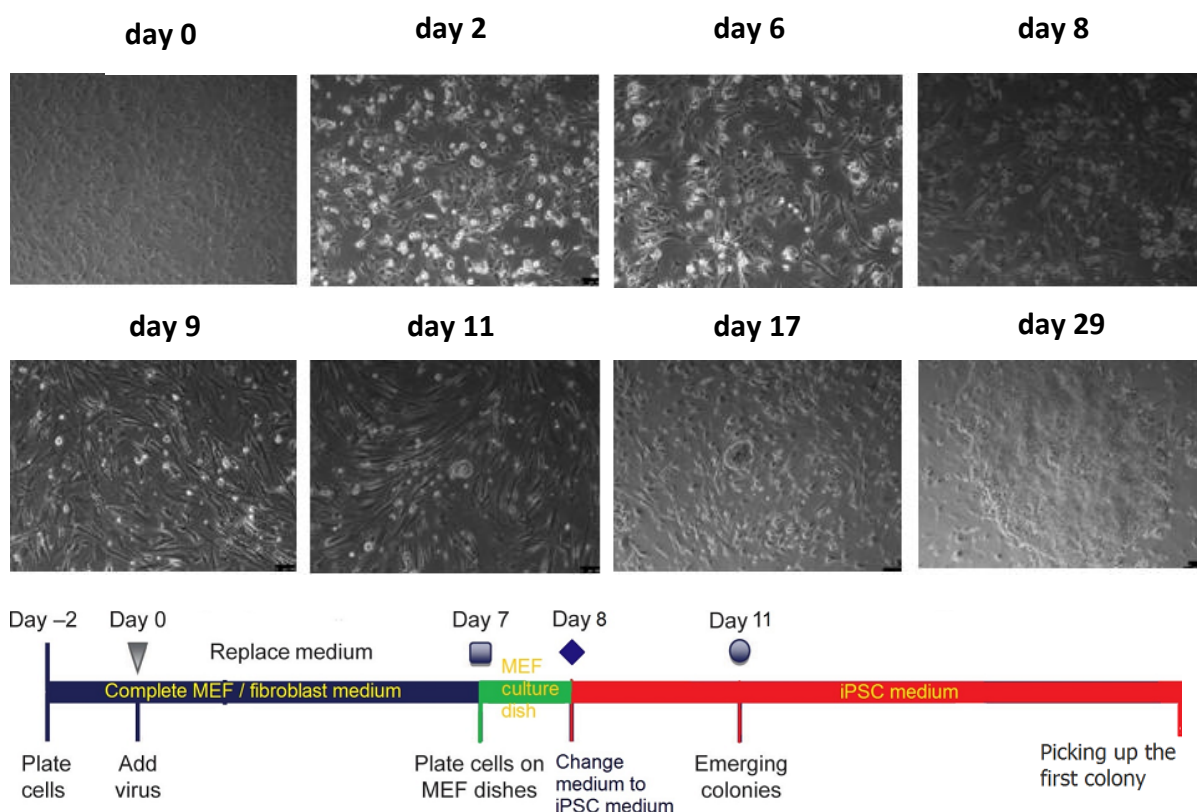 day 0
day 2
day 6
day 8
day 9
day 11
day 17
day 29
Day –2
Day 0
Replace medium
Day 7
Day 8
Day 11
Complete MEF / fibroblast medium
MEF
culture
dish
iPSC medium
Plate
cells
Add
virus
Plate cells on
MEF dishes
Change
medium to
iPSC medium
Emerging
colonies
Picking up the
first colony